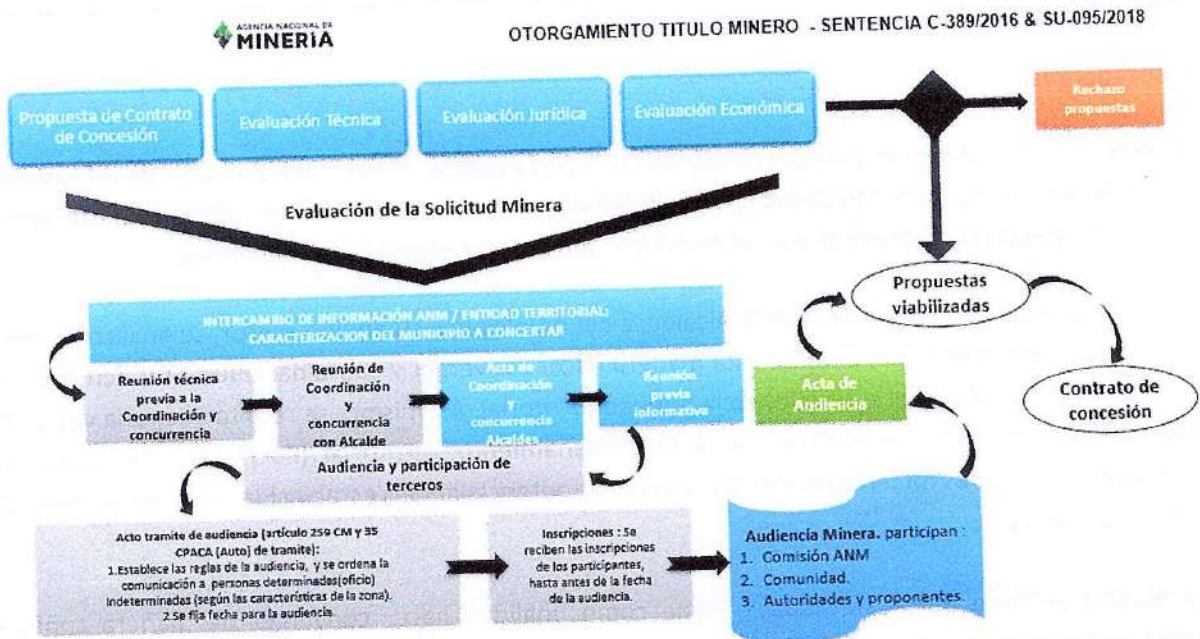 AGENCIA NACIONAL DE
MINERÍA
OTORGAMIENTO TITULO MINERO - SENTENCIA C-389/2016 & SU-095/2018
Propuesta de Contrato
de Concesión
Evaluación Técnica
Evaluación Jurídica
Evaluación Económica
Rechazo
propuestas
Evaluación de la Solicitud Minera
Propuestas
viabilizadas
Contrato de
concesión
INTERCAMBIO DE INFORMACIÓN ANM / ENTIDAD TERRITORIAL:
CARACTERIZACION DEL MUNICIPIO A CONCERTAR
Reunión técnica
previa a la
Coordinación y
concurrencia
Reunión de
Coordinación
y
concurrencia
con Alcalde
Acta de
Coordinación
y
concurrencia
Alcaldes
Reunión
previa
informativa
Acta de
Audiencia
Audiencia y participación de
terceros
Acto tramite de audiencia (artículo 259 CM y 35
CPACA (Auto) de tramite):
1.Establece las reglas de la audiencia, y se ordena la
comunicación a personas determinadas(oficio)
Indeterminadas (según las características de la zona).
2.Se fija fecha para la audiencia.
Inscripciones : Se
reciben las inscripciones
de los participantes,
hasta antes de la fecha
de la audiencia.
Audiencia Minera. participan :
1. Comisión ANM
2. Comunidad.
3. Autoridades y proponentes.